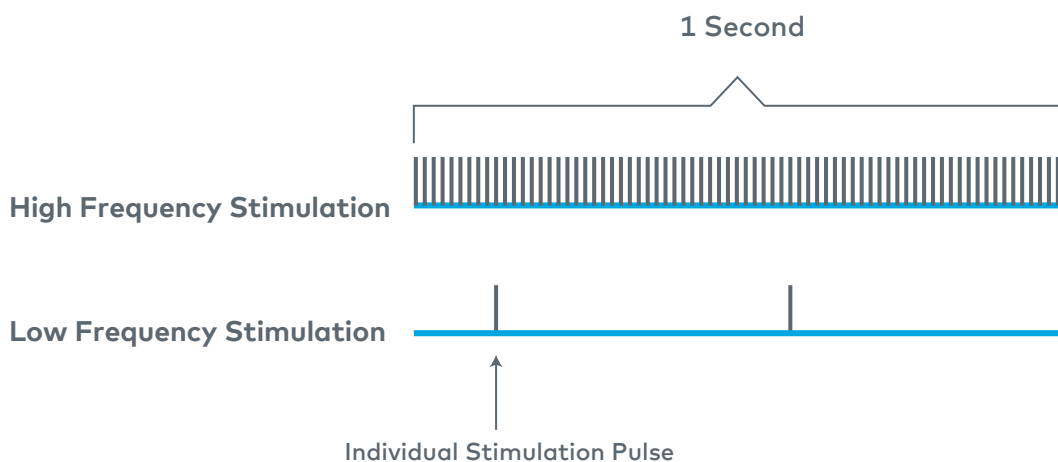 1 Second
High Frequency Stimulation
Low Frequency Stimulation
Individual Stimulation Pulse